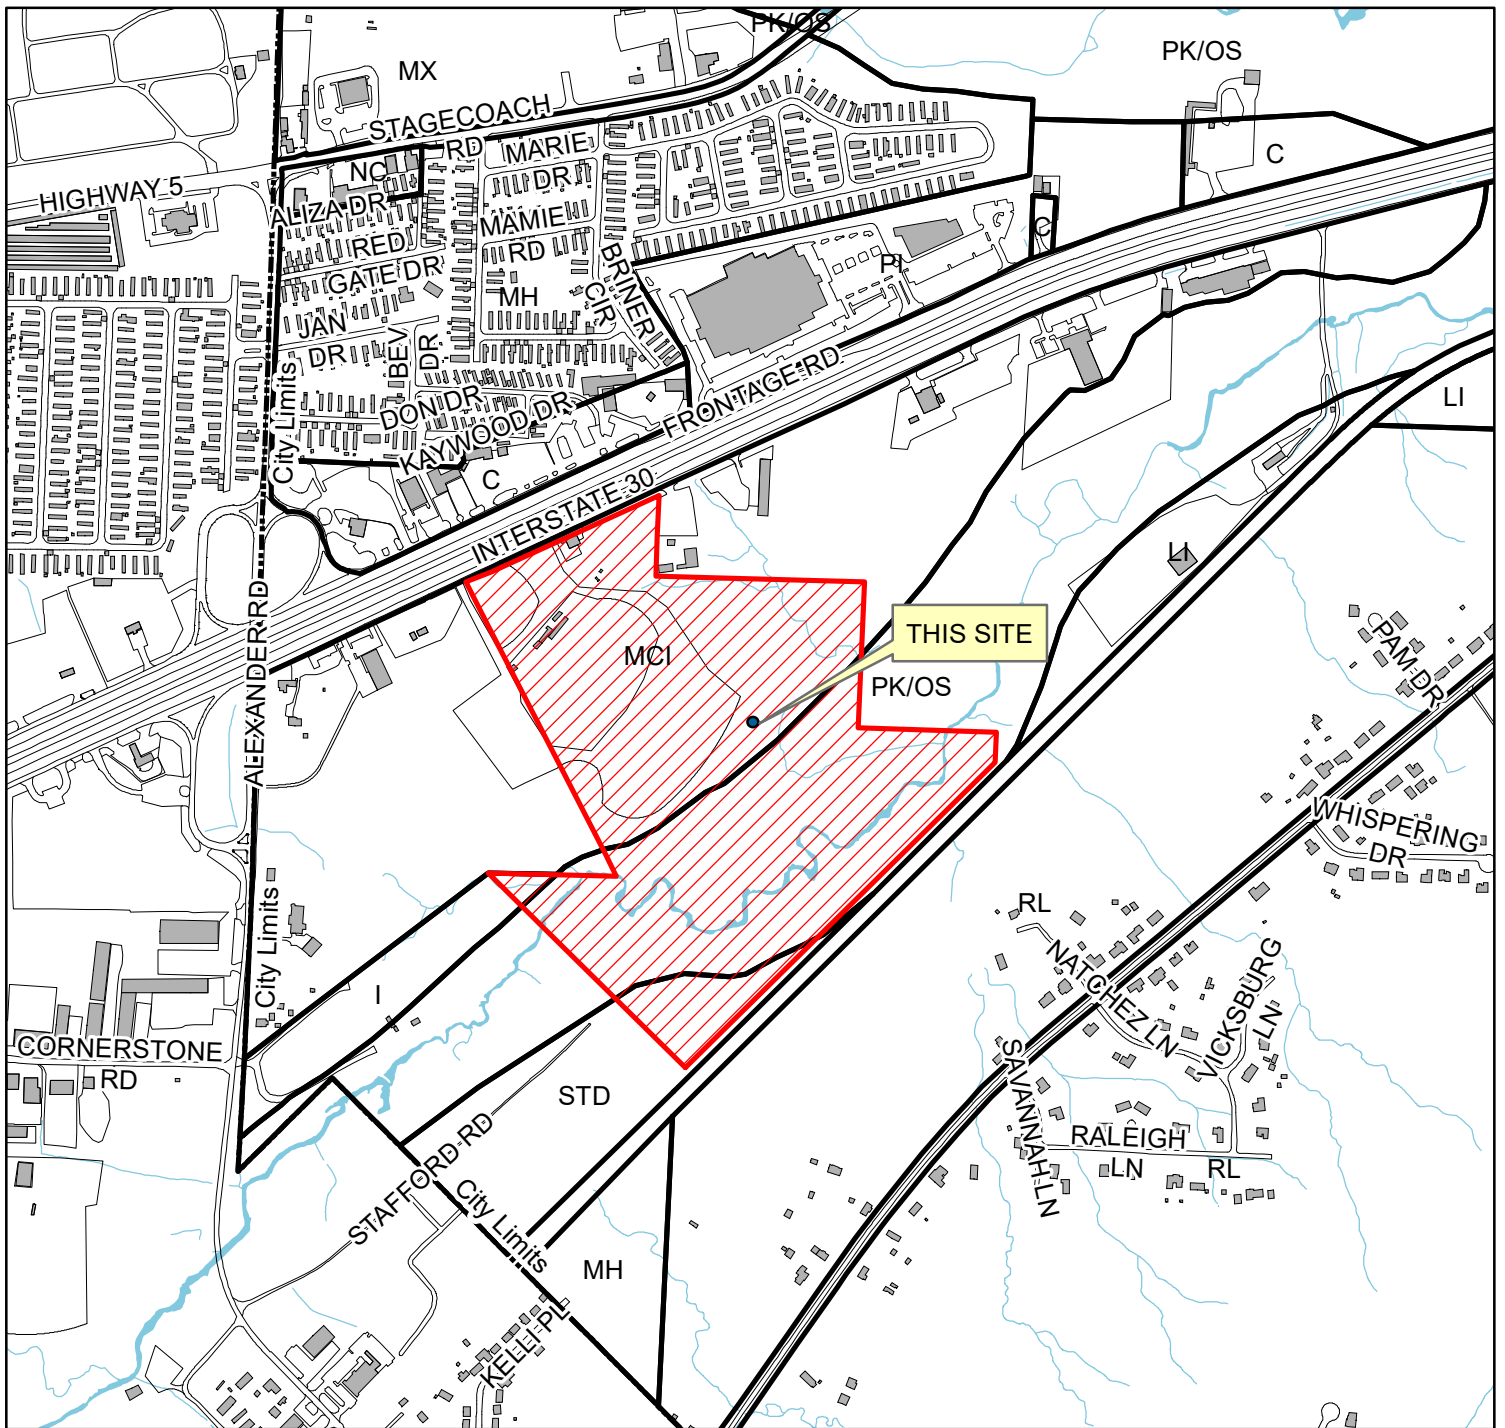 PK/OS
PK/OS
MX
STAGECOACH
RD
MARIE
DR
NC
C
HIGHWAY 5
ALIZA DR
RED
GATE DR
MAMIE
RD
C
PI
MH
BRINER
CIR
JAN
DR
BEV
DR
City Limits
DON DR
KAYWOOD DR
FRONTAGE RD
LI
C
INTERSTATE 30
LI
ALEXANDER RD
THIS SITE
MCI
PK/OS
PAM DR
WHISPERING
DR
City Limits
RL
NATCHEZ LN
VICKSBURG
LN
I
CORNERSTONE
RD
STD
SAVANNAH LN
RALEIGH
LN
RL
STAFFORD RD
City Limits
MH
KELLI PL